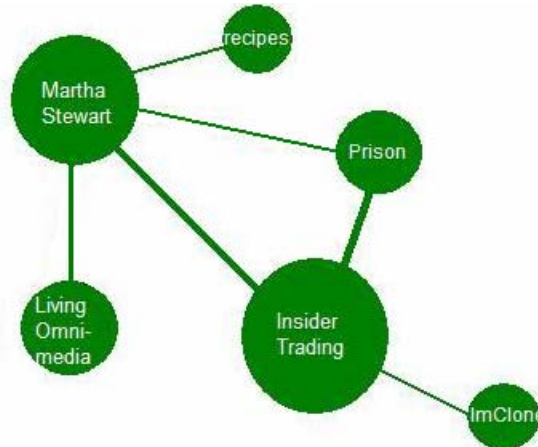 recipes
Martha
Stewart
Prison
Living
Omni-
media
Insider
Trading
ImClone